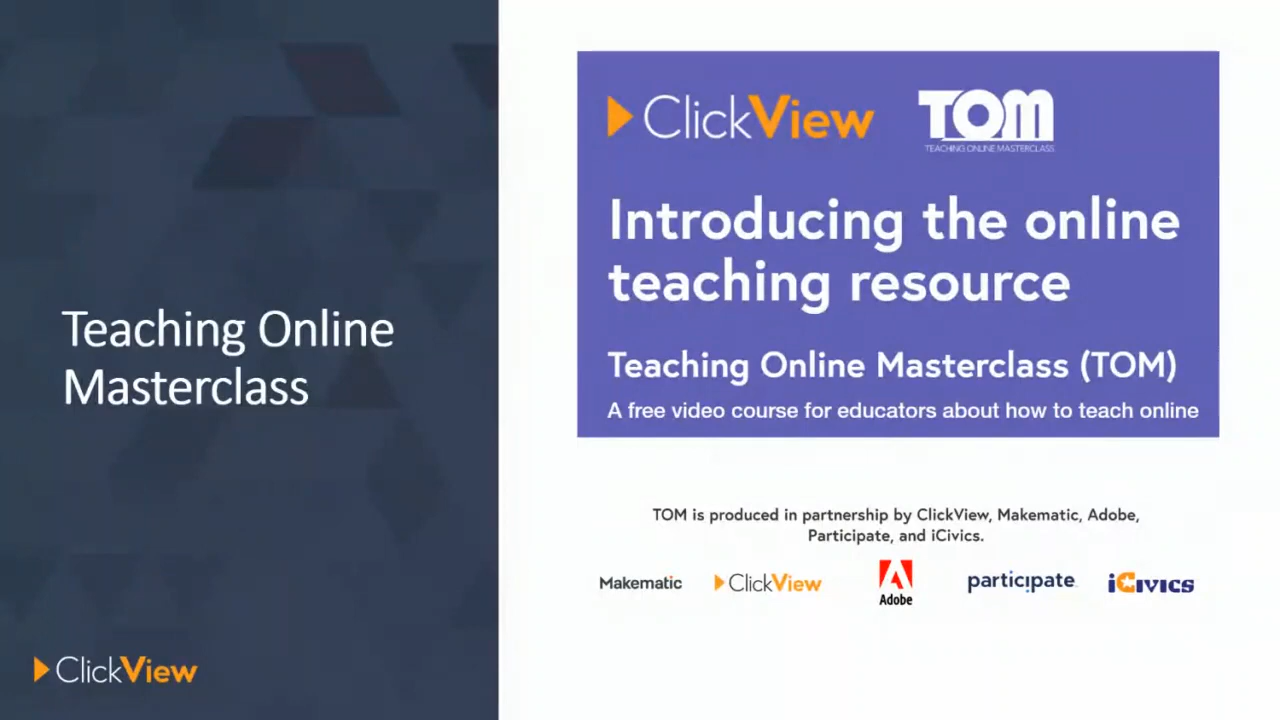 Teaching Online
Masterclass
ClickView
ClickView
TOM
TEACHING ONLINE MASTERCLASS
Introducing the online
teaching resource
Teaching Online Masterclass (TOM)
A free video course for educators about how to teach online
TOM is produced in partnership by ClickView, Makematic, Adobe,
Participate, and iCivics.
Makematic
ClickView
Adobe
participate
iCivics